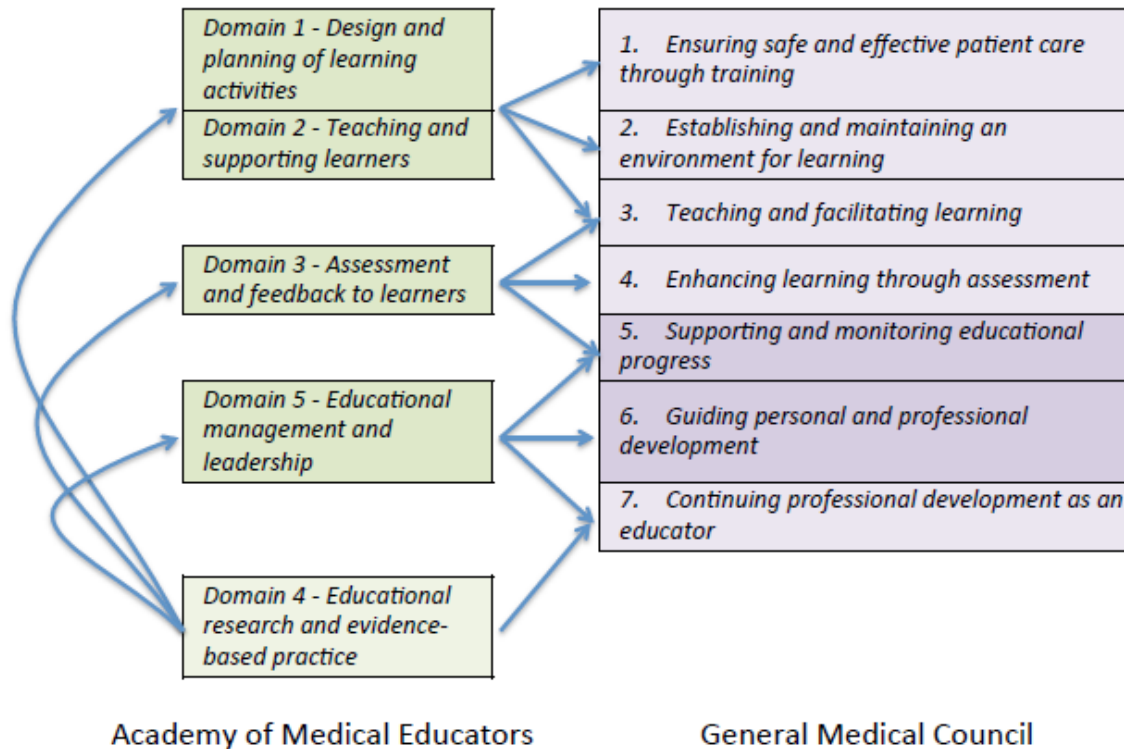 Domain 1 - Design and
planning of learning
activities
Domain 2 - Teaching and
supporting learners
Domain 3 - Assessment
and feedback to learners
Domain 5 - Educational
management and
leadership
Domain 4 - Educational
research and evidence-
based practice
Academy of Medical Educators
1. Ensuring safe and effective patient care
through training
2. Establishing and maintaining an
environment for learning
3. Teaching and facilitating learning
4. Enhancing learning through assessment
5. Supporting and monitoring educational
progress
6. Guiding personal and professional
development
7. Continuing professional development as an
educator
General Medical Council